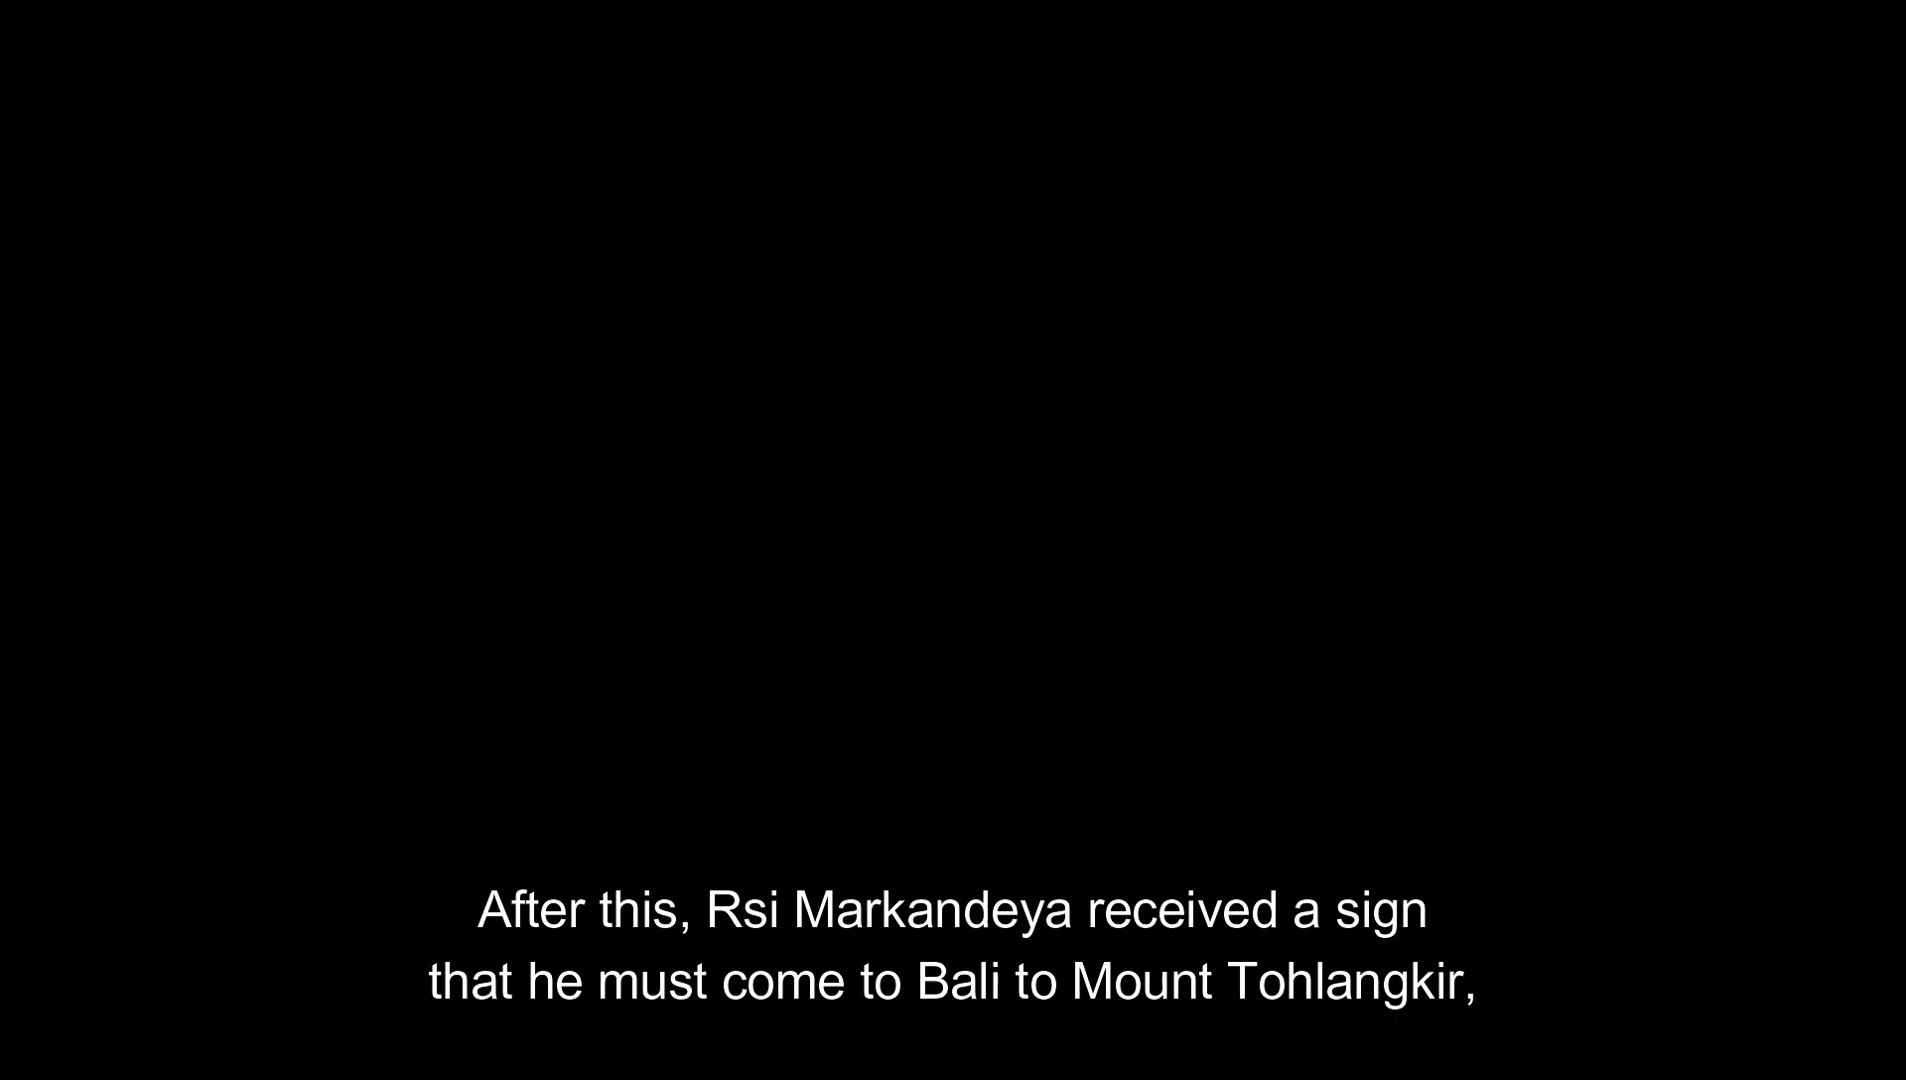 After this, Rsi Markandeya received a sign
that he must come to Bali to Mount Tohlangkir,